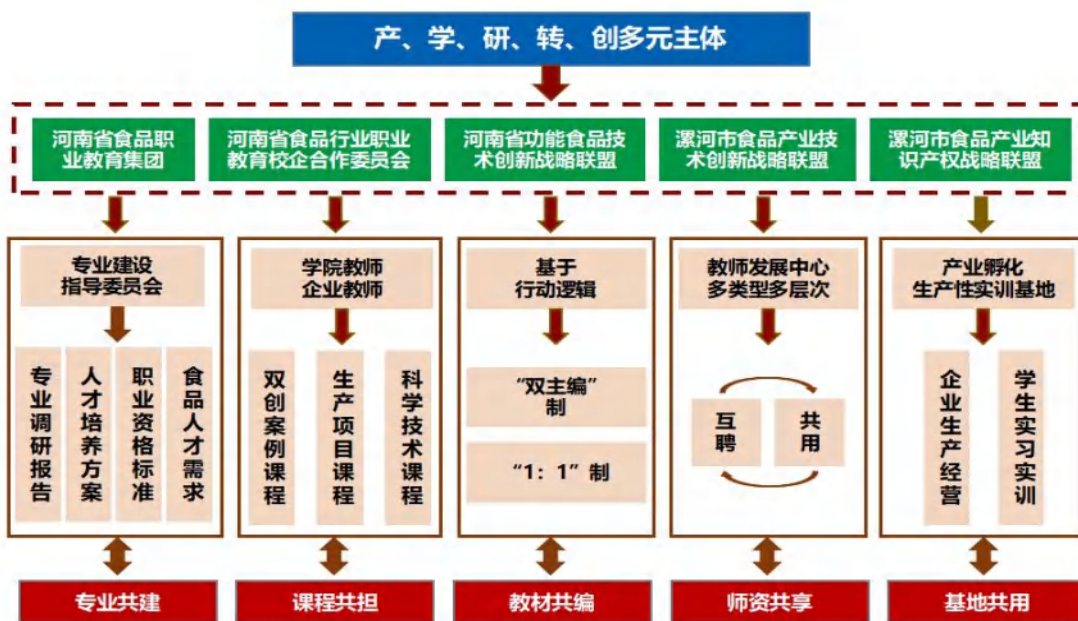 产、学、研、转、创多元主体
河南省食品职
业教育集团
河南省食品行业职业
教育校企合作委员会
河南省功能食品技
术创新战略联盟
漯河市食品产业技
术创新战略联盟
漯河市食品产业知
识产权战略联盟
专业建设
指导委员会
专业调研报告
人才培养方案
职业资格标准
食品人才需求
学院教师
企业教师
双创案例课程
生产项目课程
科学技术课程
基于
行动逻辑
“双主编”
制
“1：1”制
教师发展中心
多类型多层次
互聘
共用
产业孵化
生产性实训基地
企业生产经营
学生实习实训
专业共建
课程共担
教材共编
师资共享
基地共用